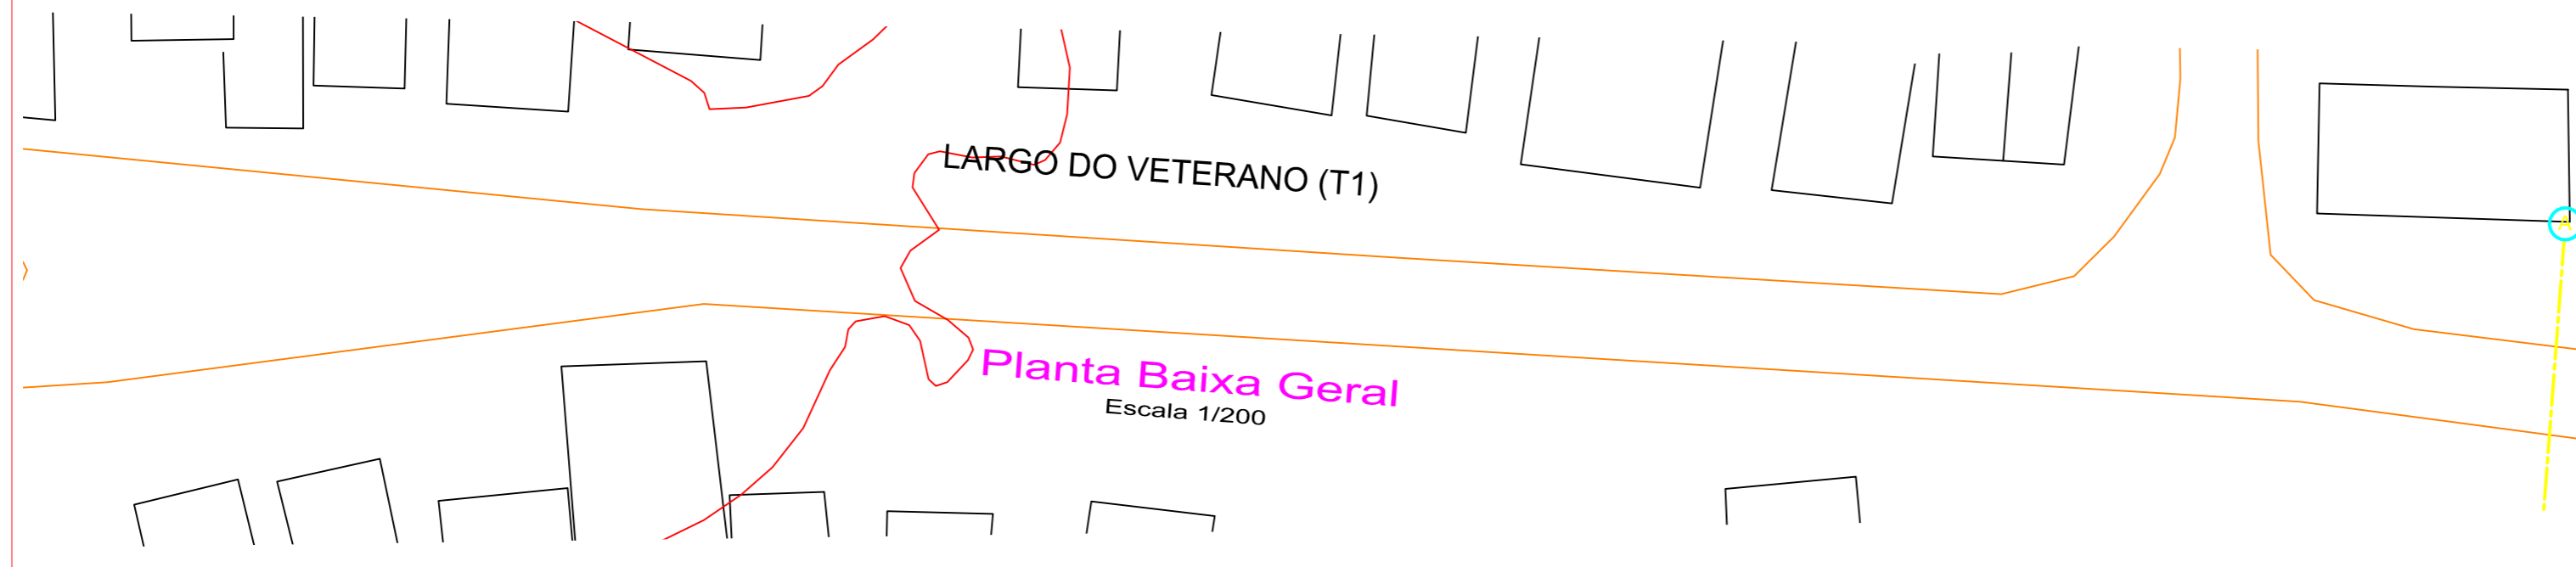 LARGO DO VETERANO (T1)
Planta Baixa Geral
Escala 1/200
A